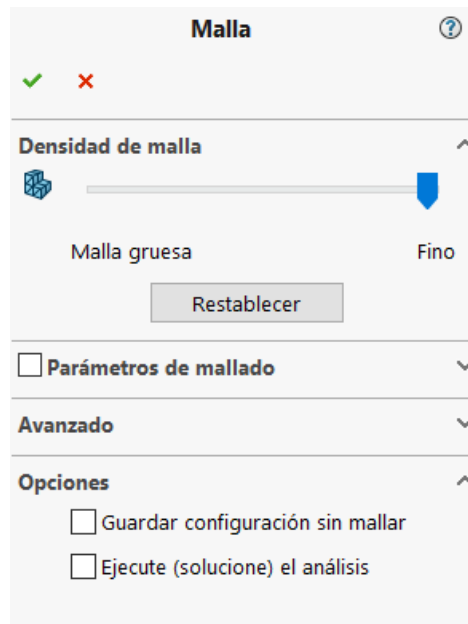 Malla
?
Densidad de malla
Malla gruesa Fino
Restablecer
Parámetros de mallado
Avanzado
Opciones
Guardar configuración sin mallar
Ejecute (solucione) el análisis